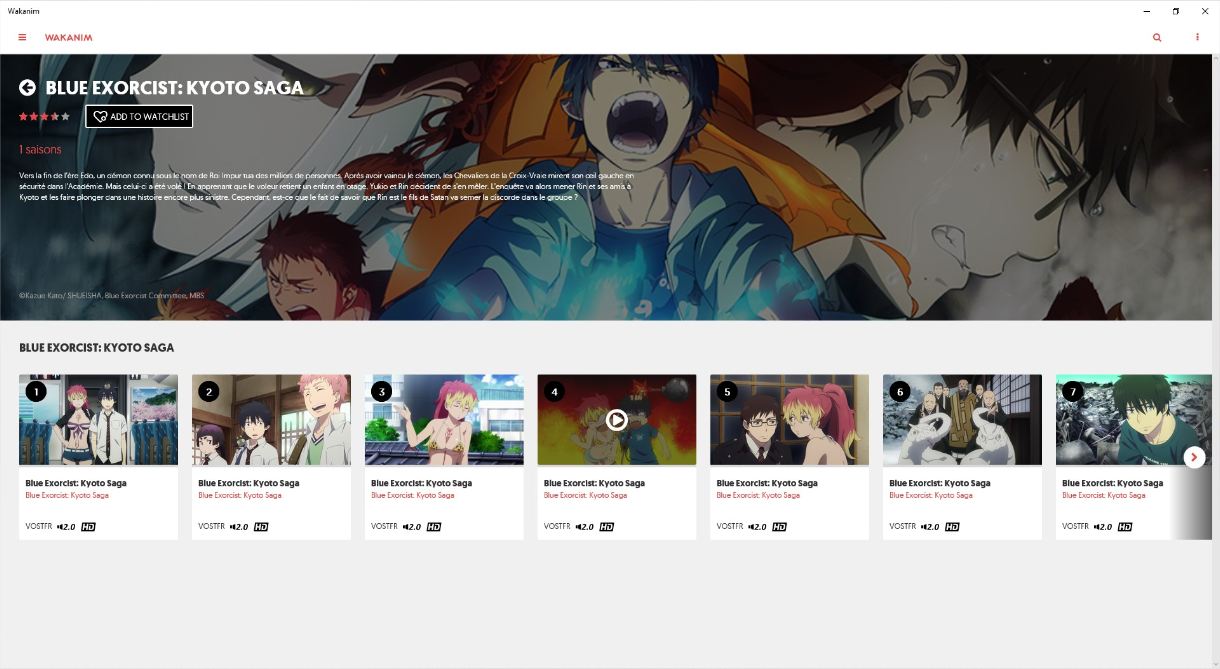 Wakanim
WAKANIM
BLUE EXORCIST: KYOTO SAGA
ADD TO WATCHLIST
1 saisons
Vers la fin de l'ère Edo, un démon connu sous le nom de Roi Impur tua des milliers de personnes. Après avoir vaincu le démon, les Chevaliers de la Croix-Vraie mirent son œil gauche en
sécurité dans l'Académie. Mais celui-ci a été volé ! En apprenant que le voleur retient un enfant en otage, Yukio et Rin décident de s'en mêler. L'enquête va alors mener Rin et ses amis à
Kyoto et les faire plonger dans une histoire encore plus sinistre. Cependant, est-ce que le fait de savoir que Rin est le fils de Satan va semer la discorde dans le groupe ?
©Kazue Kato/ SHUEISHA, Blue Exorcist Committee, MBS
BLUE EXORCIST: KYOTO SAGA
1
2
3
4
5
6
7
Blue Exorcist: Kyoto Saga
Blue Exorcist: Kyoto Saga
Blue Exorcist: Kyoto Saga
Blue Exorcist: Kyoto Saga
Blue Exorcist: Kyoto Saga
Blue Exorcist: Kyoto Saga
Blue Exorcist: Kyoto Saga
Blue Exorcist: Kyoto Saga
Blue Exorcist: Kyoto Saga
Blue Exorcist: Kyoto Saga
Blue Exorcist: Kyoto Saga
Blue Exorcist: Kyoto Saga
Blue Exorcist: Kyoto Saga
Blue Exorcist: Kyoto Saga
VOSTFR 2.0 HD
VOSTFR 2.0 HD
VOSTFR 2.0 HD
VOSTFR 2.0 HD
VOSTFR 2.0 HD
VOSTFR 2.0 HD
VOSTFR 2.0 HD